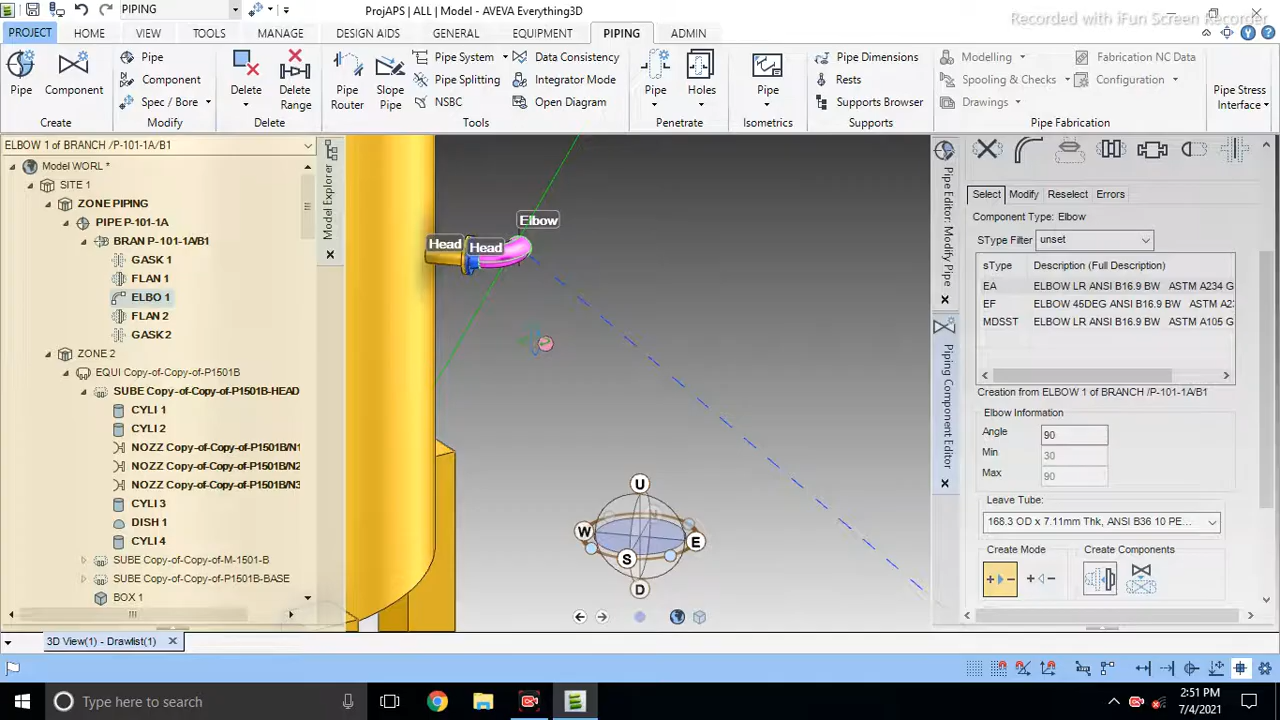 PIPING
ProjAPS | ALL | Model - AVEVA Everything3D
Recorded with iFun Screen Recorder
PROJECT HOME VIEW TOOLS MANAGE DESIGN AIDS GENERAL EQUIPMENT PIPING ADMIN
Pipe
Component
Pipe
Component
Spec / Bore
Create
Modify
Delete
Delete Range
Delete
Pipe Router
Slope Pipe
Pipe System
Pipe Splitting
NSBC
Data Consistency
Integrator Mode
Open Diagram
Tools
Pipe
Holes
Penetrate
Pipe
Isometrics
Pipe Dimensions
Rests
Supports Browser
Supports
Modelling
Spooling & Checks
Drawings
Fabrication NC Data
Configuration
Pipe Fabrication
Pipe Stress Interface
ELBOW 1 of BRANCH /P-101-1A/B1
Model WORL *
SITE 1
ZONE PIPING
PIPE P-101-1A
BRAN P-101-1A/B1
GASK 1
FLAN 1
ELBO 1
FLAN 2
GASK 2
ZONE 2
EQUI Copy-of-Copy-of-P1501B
SUBE Copy-of-Copy-of-P1501B-HEAD
CYLI 1
CYLI 2
NOZZ Copy-of-Copy-of-P1501B/N1
NOZZ Copy-of-Copy-of-P1501B/N2
NOZZ Copy-of-Copy-of-P1501B/N3
CYLI 3
DISH 1
CYLI 4
SUBE Copy-of-Copy-of-M-1501-B
SUBE Copy-of-Copy-of-P1501B-BASE
BOX 1
Model Explorer
Elbow
Head
Head
U
N
W
E
S
D
Pipe Editor: Modify Pipe
Piping Component Editor
Select Modify Reselect Errors
Component Type: Elbow
SType Filter unset
sType Description (Full Description)
EA ELBOW LR ANSI B16.9 BW ASTM A234 G
EF ELBOW 45DEG ANSI B16.9 BW ASTM A2
MDSST ELBOW LR ANSI B16.9 BW ASTM A105 G
Creation from ELBOW 1 of BRANCH /P-101-1A/B1
Elbow Information
Angle 90
Min 30
Max 90
Leave Tube:
168.3 OD x 7.11mm Thk, ANSI B36 10 PE...
Create Mode Create Components
3D View(1) - Drawlist(1)
Type here to search
2:51 PM
7/4/2021